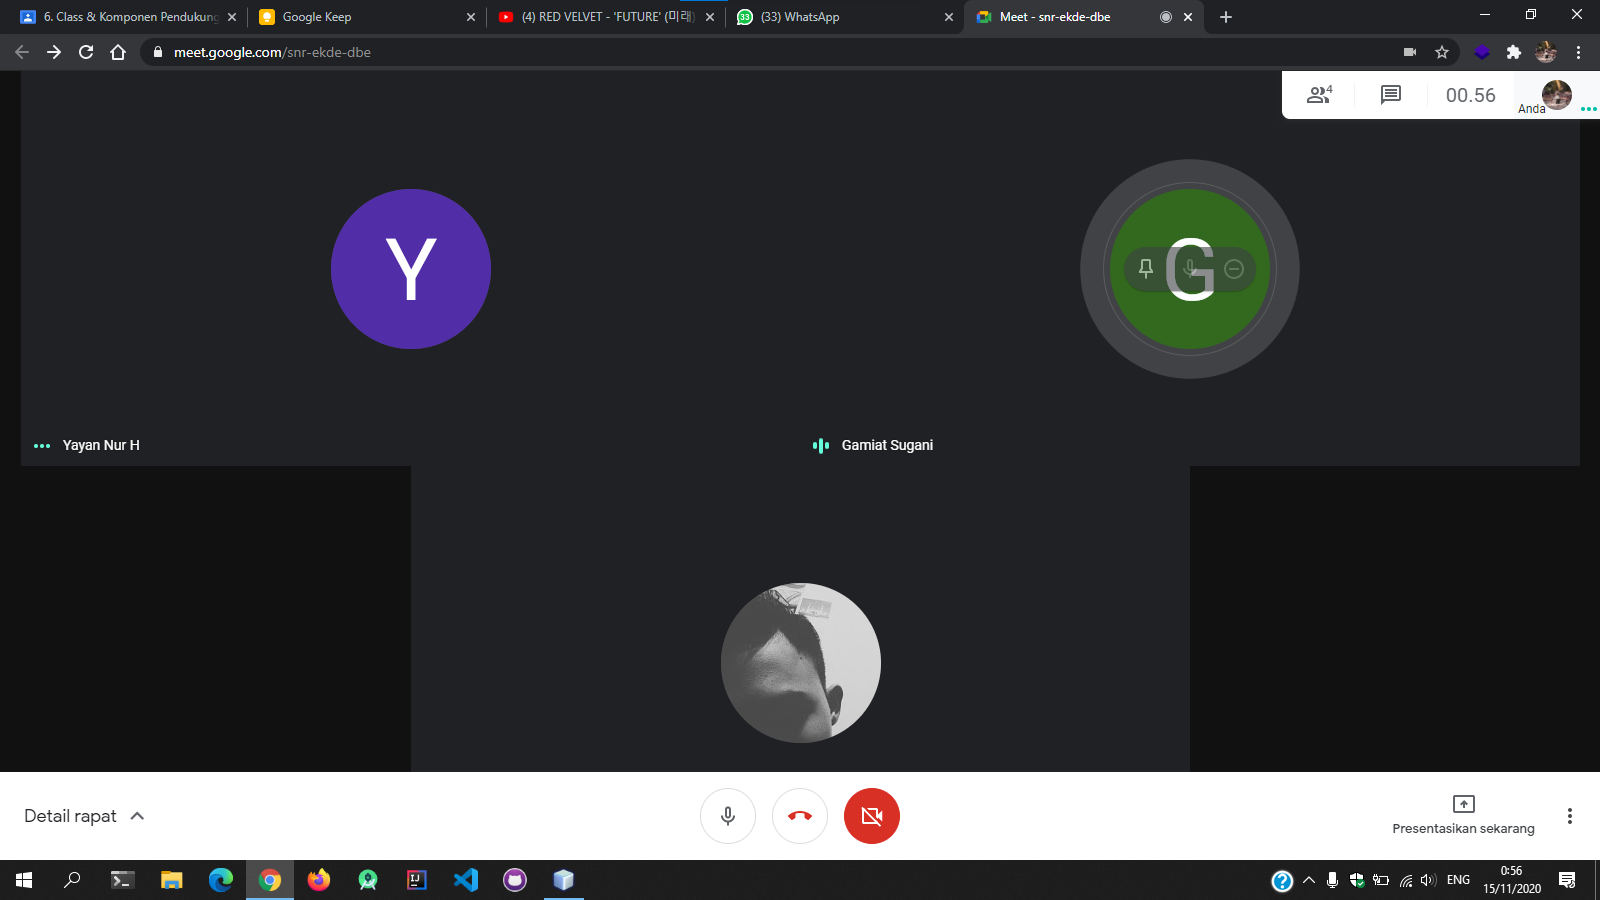 6. Class & Komponen Pendukung
Google Keep
(4) RED VELVET - 'FUTURE' (미래)
33
(33) WhatsApp
Meet - snr-ekde-dbe
meet.google.com/snr-ekde-dbe
4
00.56
Anda
Y
G
Yayan Nur H
Gamiat Sugani
Detail rapat
Presentasikan sekarang
IJ
ENG
0:56
15/11/2020